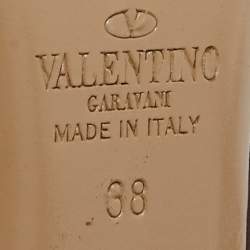 V
VALENTINO
GARAVANI
MADE IN ITALY
38